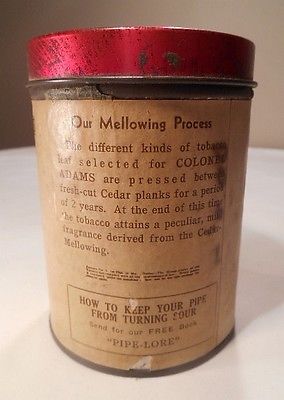 Our Mellowing Process
The different kinds of tobacco
leaf selected for COLONEL
ADAMS are pressed between
fresh-cut Cedar planks for a period
of 2 years. At the end of this time
the tobacco attains a peculiar, mild
fragrance derived from the Cedar-
Mellowing.
HOW TO KEEP YOUR PIPE
FROM TURNING SOUR
Send for our FREE Book
"PIPE-LORE"